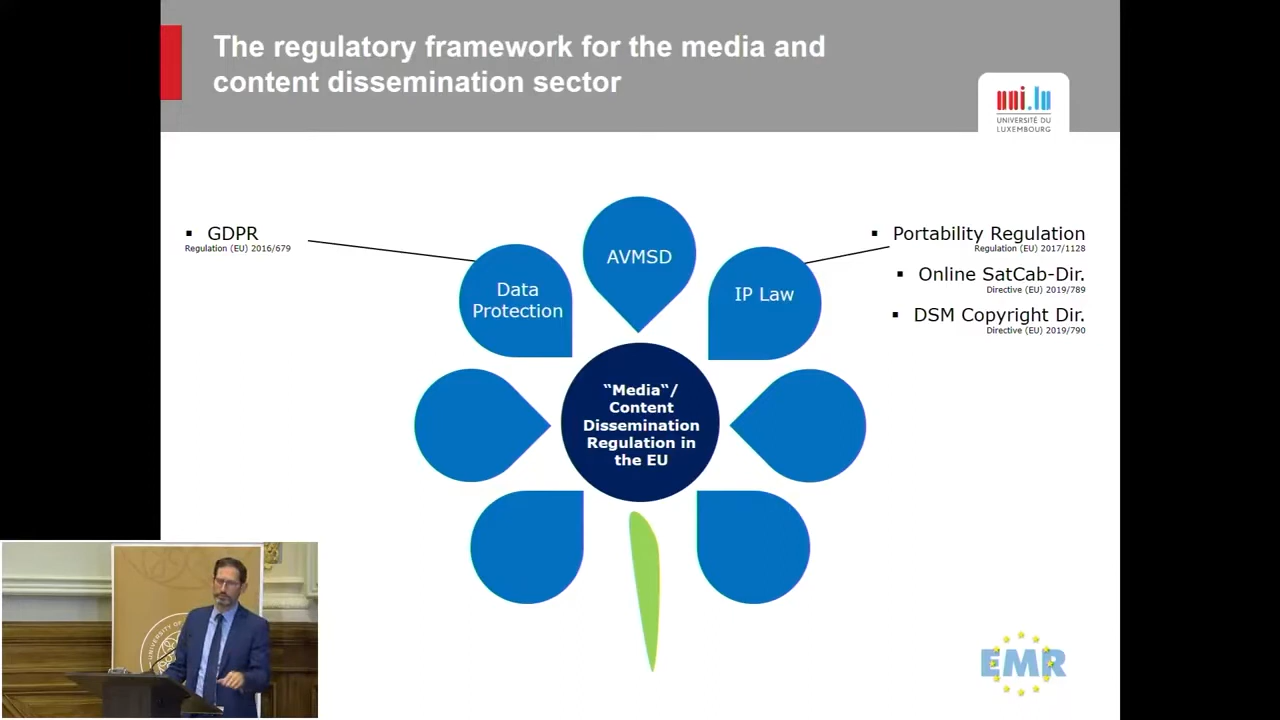 The regulatory framework for the media and
content dissemination sector
uni.lu
UNIVERSITÉ DU
LUXEMBOURG
▪ GDPR
Regulation (EU) 2016/679
Data
Protection
AVMSD
IP Law
▪ Portability Regulation
Regulation (EU) 2017/1128
▪ Online SatCab-Dir.
Directive (EU) 2019/789
▪ DSM Copyright Dir.
Directive (EU) 2019/790
“Media“/
Content
Dissemination
Regulation in
the EU
UNIVERSITY OF
EMR